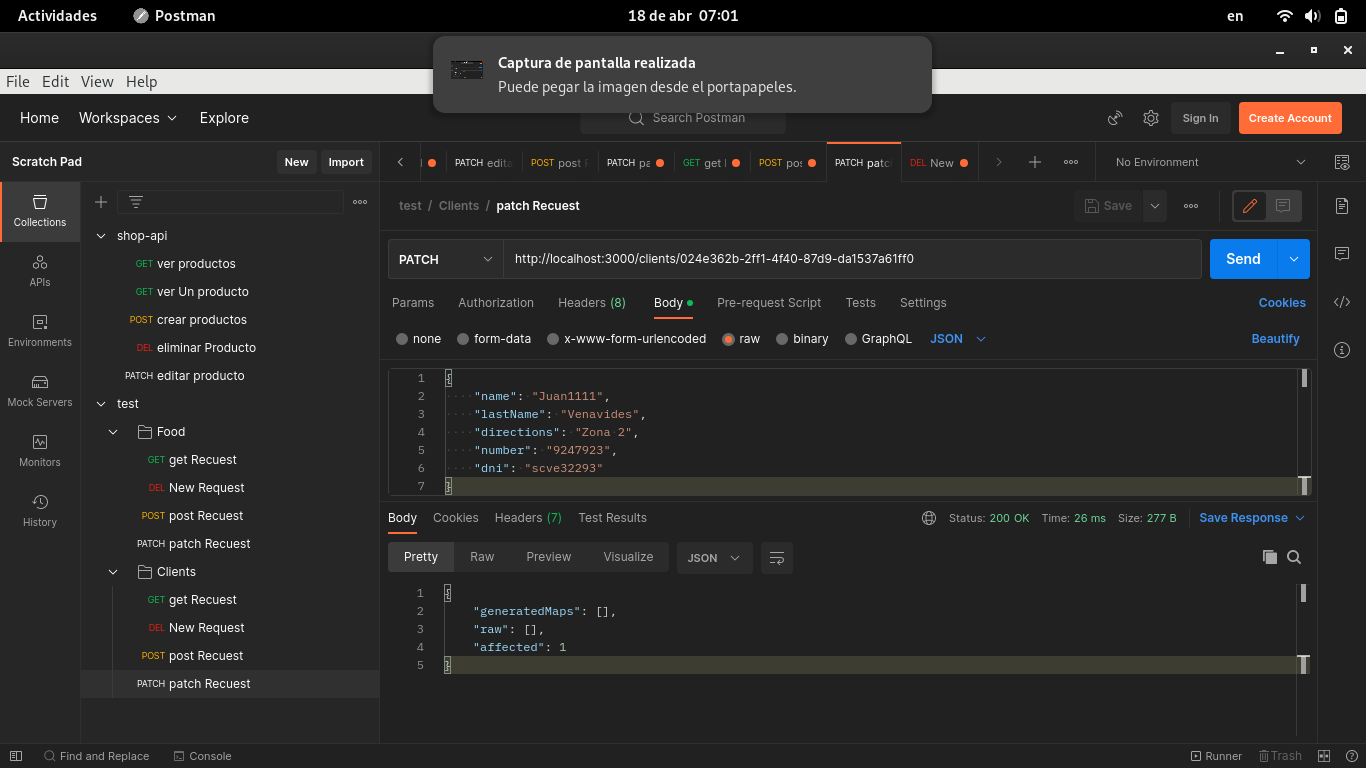 Actividades Postman 18 de abr 07:01 en
Captura de pantalla realizada
Puede pegar la imagen desde el portapapeles.
File Edit View Help
Home Workspaces Explore Search Postman Sign In Create Account
Scratch Pad New Import
PATCH edita POST post PATCH pa GET get POST pos PATCH patc DEL New No Environment
Collections
APIs
Environments
Mock Servers
Monitors
History
shop-api
GET ver productos
GET ver Un producto
POST crear productos
DEL eliminar Producto
PATCH editar producto
test
Food
GET get Recuest
DEL New Request
POST post Recuest
PATCH patch Recuest
Clients
GET get Recuest
DEL New Request
POST post Recuest
PATCH patch Recuest
test / Clients / patch Recuest Save
PATCH http://localhost:3000/clients/024e362b-2ff1-4f40-87d9-da1537a61ff0 Send
Params Authorization Headers (8) Body Pre-request Script Tests Settings Cookies
none form-data x-www-form-urlencoded raw binary GraphQL JSON Beautify
1 {
2 "name": "Juan1111",
3 "lastName": "Venavides",
4 "directions": "Zona 2",
5 "number": "9247923",
6 "dni": "scve32293"
7 }
Body Cookies Headers (7) Test Results Status: 200 OK Time: 26 ms Size: 277 B Save Response
Pretty Raw Preview Visualize JSON
1 {
2 "generatedMaps": [],
3 "raw": [],
4 "affected": 1
5 }
Find and Replace Console Runner Trash